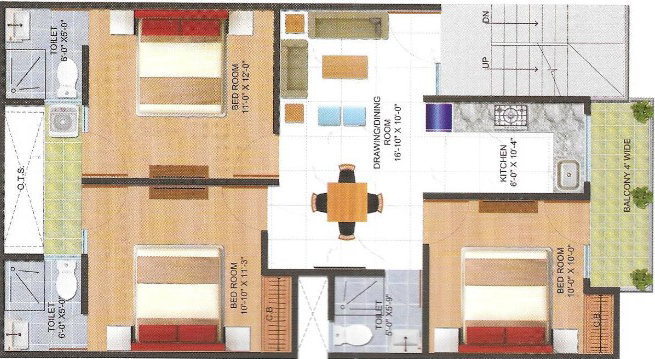 TOILET
6'-0" X5'-0"
BED ROOM
11'-0" X 12'-0"
DRAWING/DINING
ROOM
16'-10" X 10'-0"
DN
UP
O.T.S.
KITCHEN
6'-0" X 10'-4"
BALCONY 4' WIDE
TOILET
6'-0" X5'-0"
BED ROOM
10'-10" X 11'-3"
C.B
TOILET
6'-0" X5'-9"
BED ROOM
10'-0" X 10'-0"
C.B